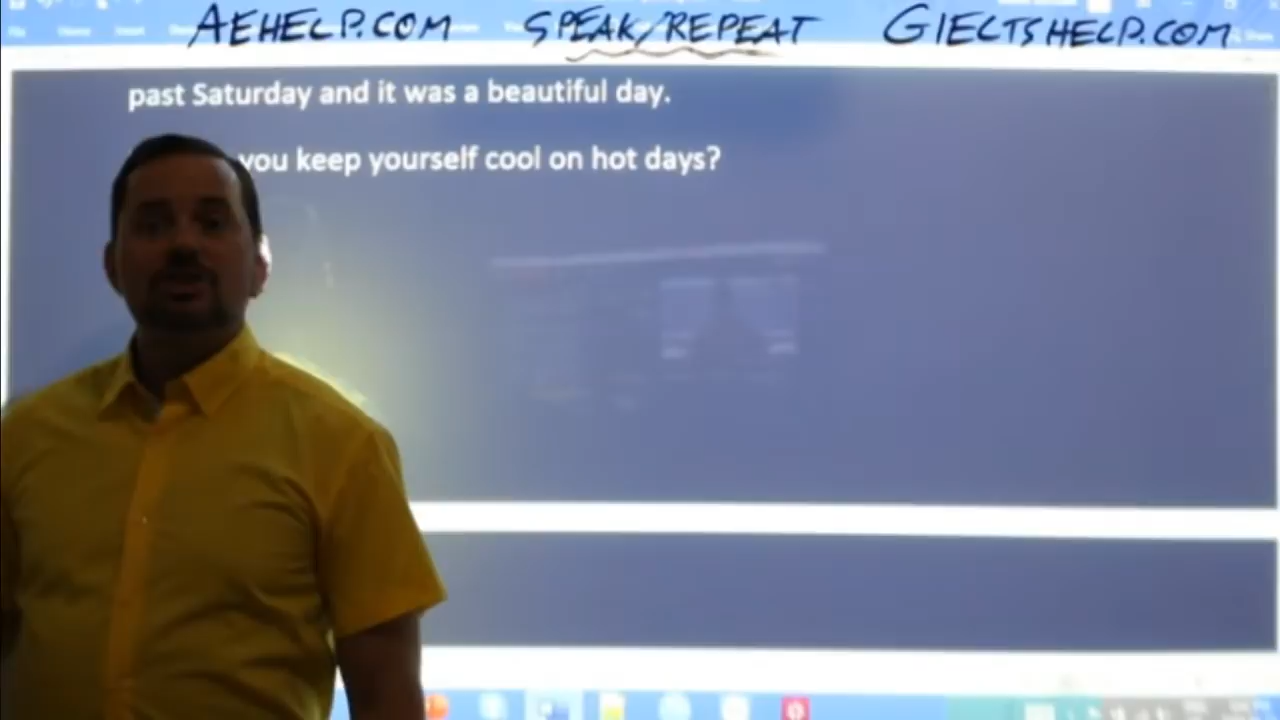 AEHELP.COM SPEAK/REPEAT GIELTSHELP.COM
past Saturday and it was a beautiful day.
you keep yourself cool on hot days?